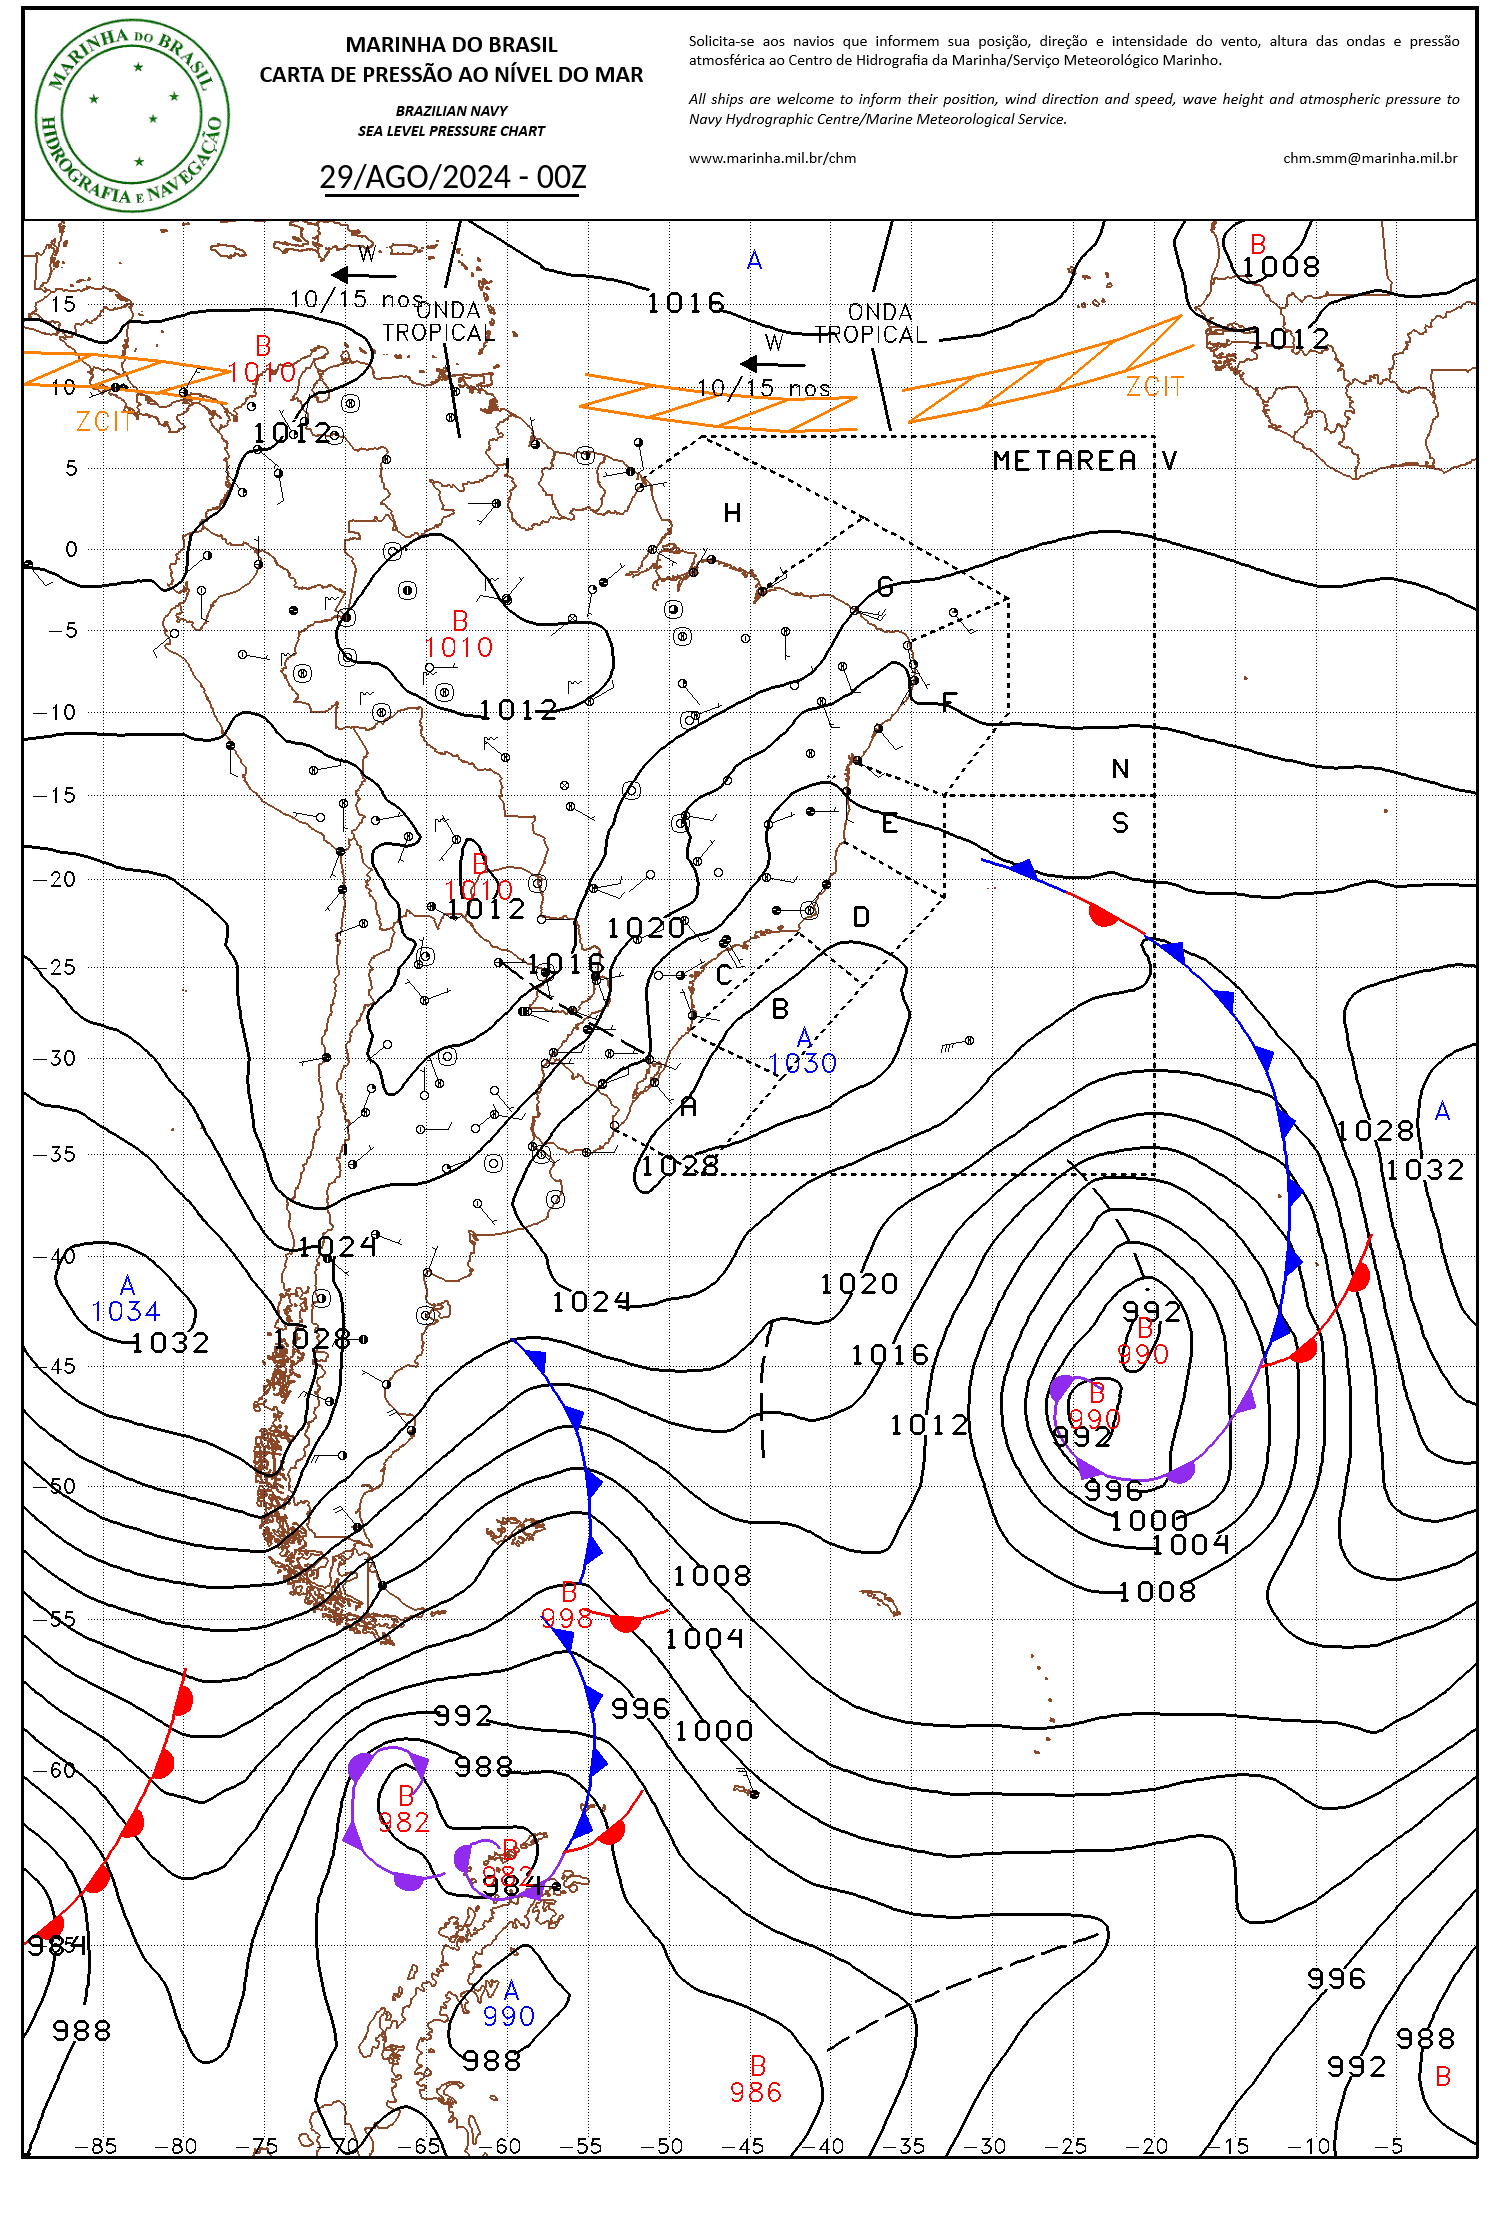 MARINHA DO BRASIL
HIDROGRAFIA E NAVEGAÇÃO
MARINHA DO BRASIL
CARTA DE PRESSÃO AO NÍVEL DO MAR
BRAZILIAN NAVY
SEA LEVEL PRESSURE CHART
29/AGO/2024 - 00Z
Solicita-se aos navios que informem sua posição, direção e intensidade do vento, altura das ondas e pressão
atmosférica ao Centro de Hidrografia da Marinha/Serviço Meteorológico Marinho.
All ships are welcome to inform their position, wind direction and speed, wave height and atmospheric pressure to
Navy Hydrographic Centre/Marine Meteorological Service.
www.marinha.mil.br/chm
chm.smm@marinha.mil.br
W
10/15 nos
ONDA
TROPICAL
A
1016
ONDA
TROPICAL
B
1008
15
W
10/15 nos
1012
B
1010
10
ZCIT
ZCIT
1012
5
METAREA V
H
0
G
B
1010
-5
1012
F
-10
N
-15
E
S
B
1010
1012
-20
D
1020
1016
C
-25
B
A
1030
-30
A
A
1028
1028
1032
-35
1024
-40
A
1034
1032
1028
1024
1020
992
B
990
1016
-45
B
990
992
1012
996
-50
1000
1004
1008
1008
B
998
-55
1004
992
996
1000
988
-60
B
982
B
982
984
984
-65
988
A
990
988
996
988
992
B
B
986
-85
-80
-75
-70
-65
-60
-55
-50
-45
-40
-35
-30
-25
-20
-15
-10
-5